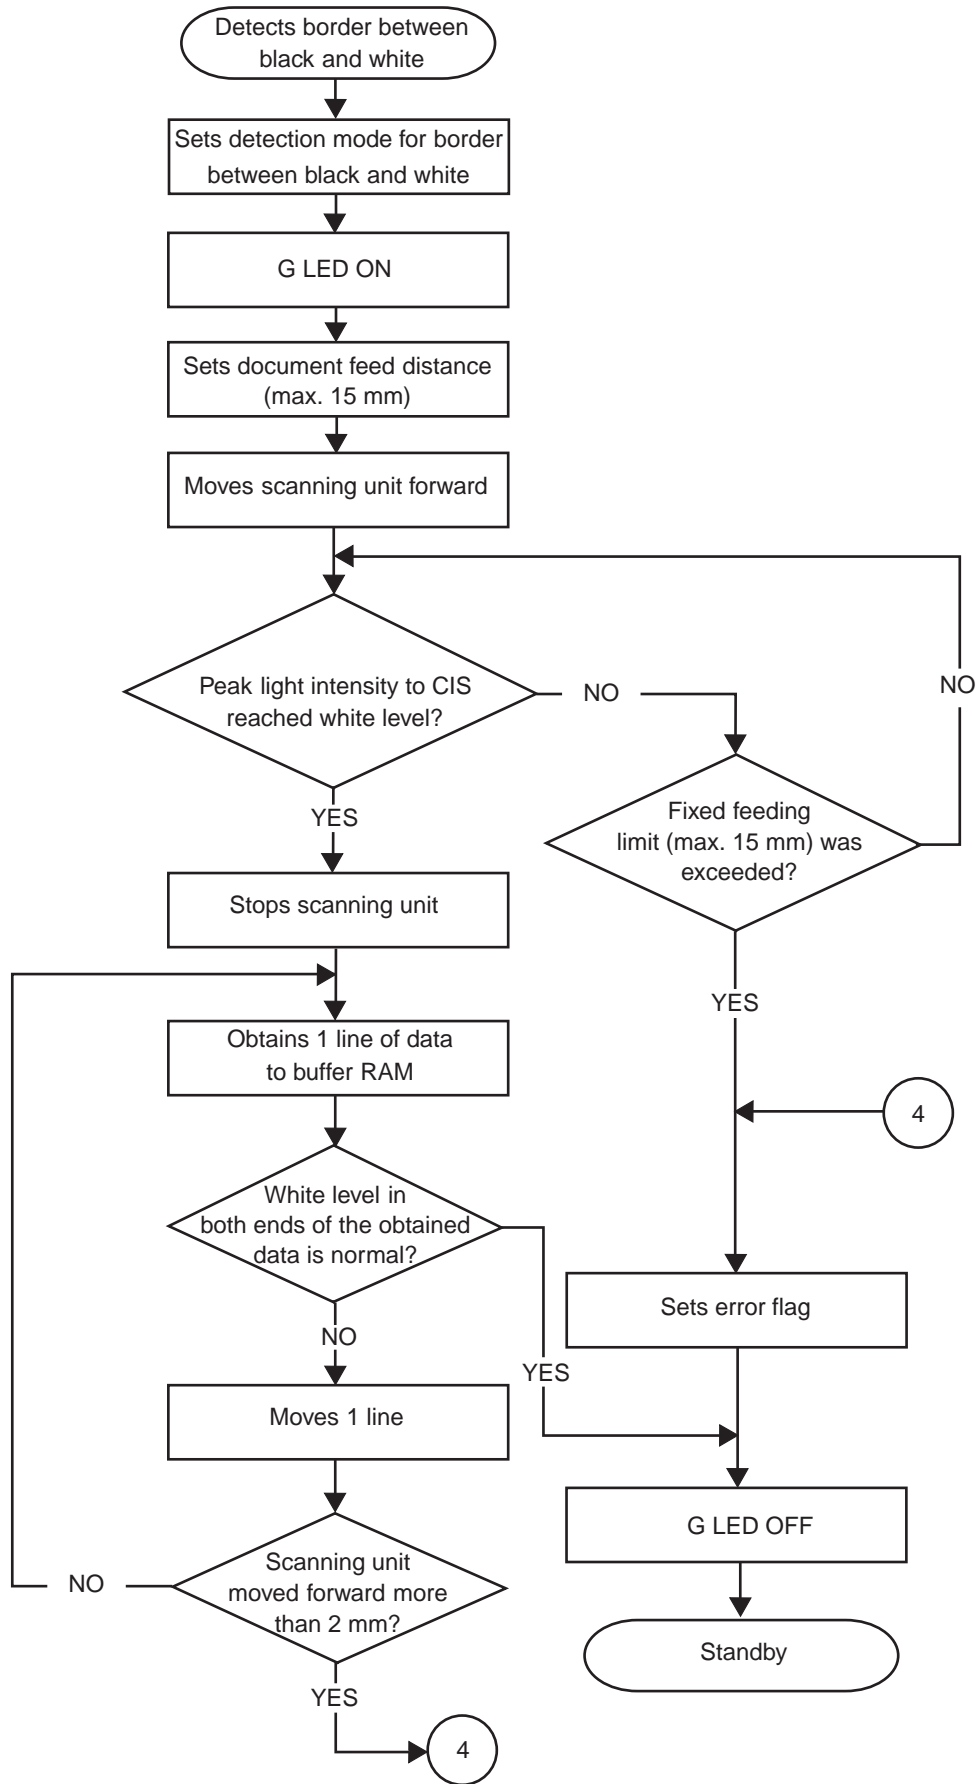 Detects border between
black and white
Sets detection mode for border
between black and white
G LED ON
Sets document feed distance
(max. 15 mm)
Moves scanning unit forward
Peak light intensity to CIS
reached white level?
NO
NO
YES
Fixed feeding
limit (max. 15 mm) was
exceeded?
Stops scanning unit
YES
Obtains 1 line of data
to buffer RAM
4
White level in
both ends of the obtained
data is normal?
Sets error flag
NO
YES
Moves 1 line
G LED OFF
Scanning unit
moved forward more
than 2 mm?
NO
Standby
YES
4